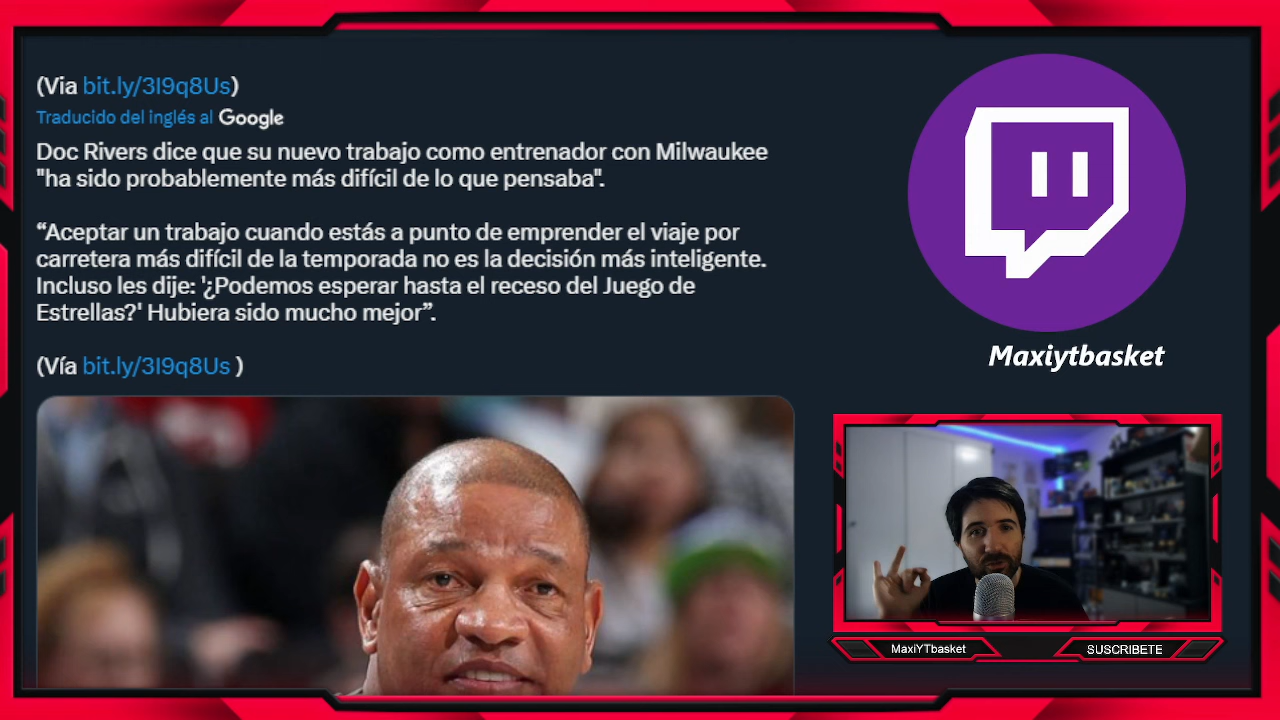 (Via bit.ly/3I9q8Us)
Traducido del inglés al Google
Doc Rivers dice que su nuevo trabajo como entrenador con Milwaukee
"ha sido probablemente más difícil de lo que pensaba".
“Aceptar un trabajo cuando estás a punto de emprender el viaje por
carretera más difícil de la temporada no es la decisión más inteligente.
Incluso les dije: '¿Podemos esperar hasta el receso del Juego de
Estrellas?' Hubiera sido mucho mejor”.
(Vía bit.ly/3I9q8Us )
Maxiytbasket
MaxiYTbasket
SUSCRIBETE